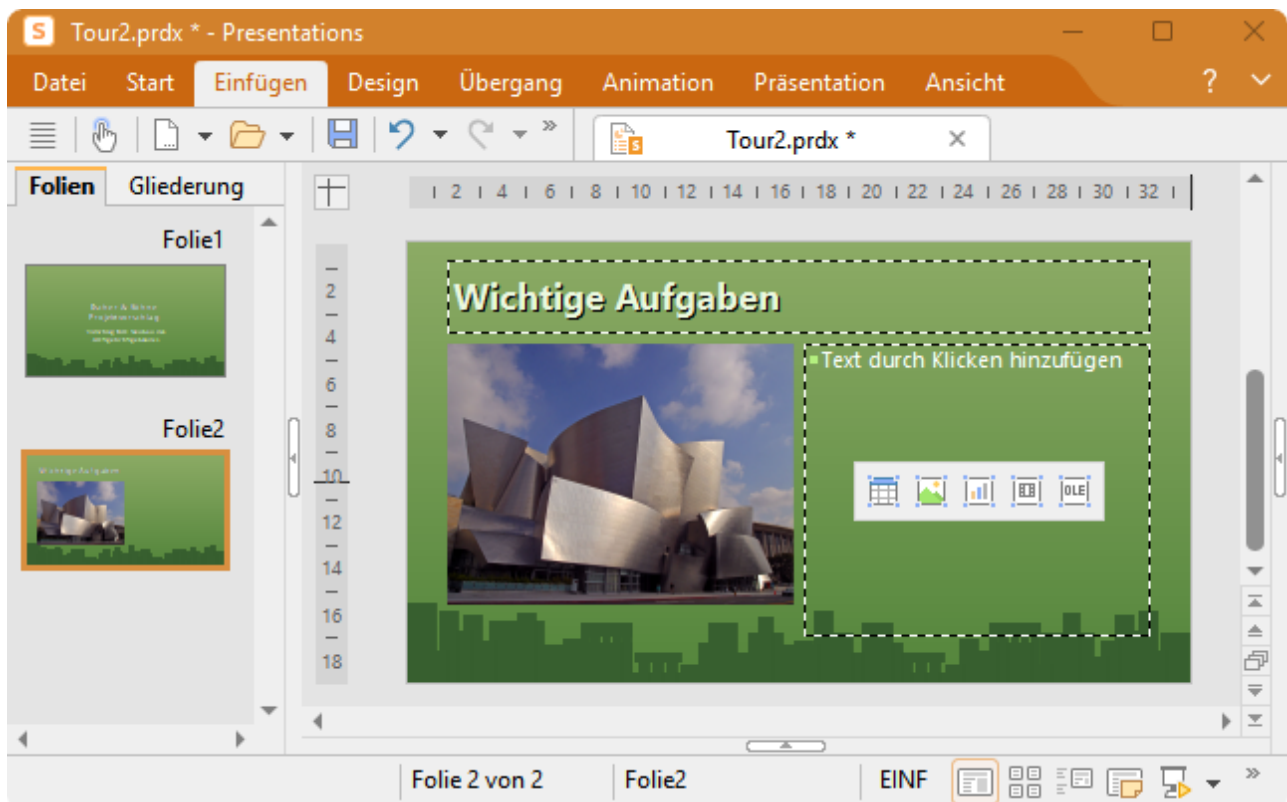 S Tour2.prdx * - Presentations
Datei Start Einfügen Design Übergang Animation Präsentation Ansicht ?
Tour2.prdx *
Folien Gliederung
2 4 6 8 10 12 14 16 18 20 22 24 26 28 30 32
Folie1
Folie2
Wichtige Aufgaben
2
4
6
8
10
12
14
16
18
Wichtige Aufgaben
Text durch Klicken hinzufügen
OLE
Folie 2 von 2 Folie2 EINF